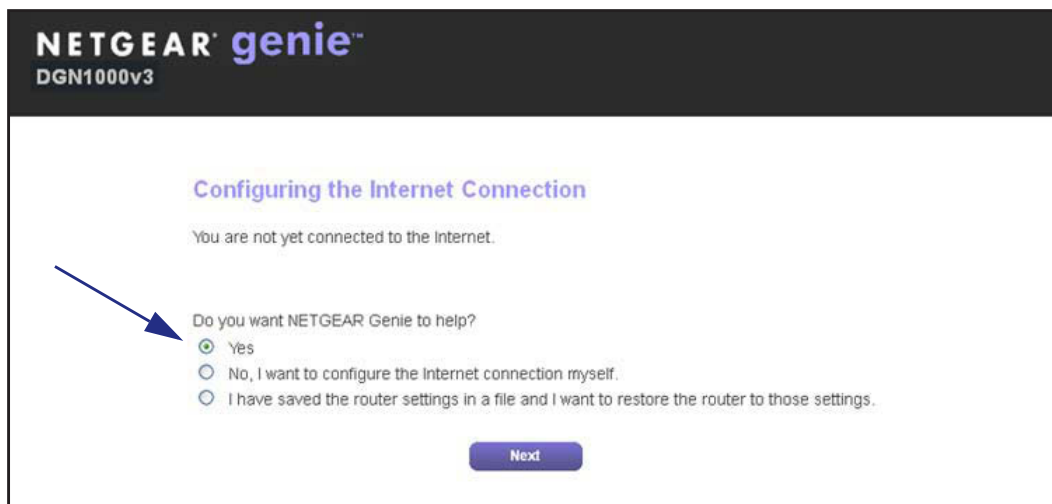 NETGEAR® genie™
DGN1000v3
Configuring the Internet Connection
You are not yet connected to the Internet.
Do you want NETGEAR Genie to help?
Yes
No, I want to configure the Internet connection myself.
I have saved the router settings in a file and I want to restore the router to those settings.
Next